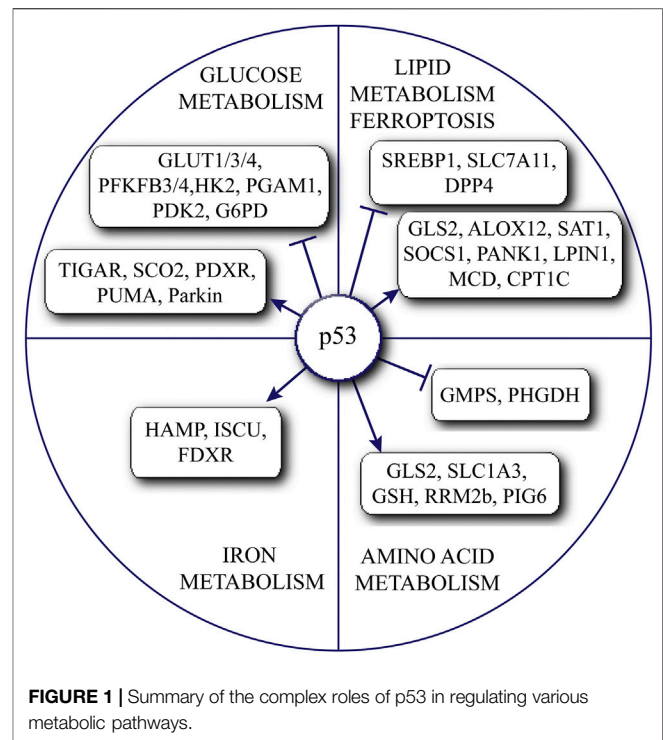 GLUCOSE
METABOLISM
LIPID
METABOLISM
FERROPTOSIS
GLUT1/3/4,
PFKFB3/4,HK2, PGAM1,
PDK2, G6PD
SREBP1, SLC7A11,
DPP4
TIGAR, SCO2, PDXR,
PUMA, Parkin
GLS2, ALOX12, SAT1,
SOCS1, PANK1, LPIN1,
MCD, CPT1C
p53
HAMP, ISCU,
FDXR
GMPS, PHGDH
GLS2, SLC1A3,
GSH, RRM2b, PIG6
IRON
METABOLISM
AMINO ACID
METABOLISM
FIGURE 1 | Summary of the complex roles of p53 in regulating various
metabolic pathways.